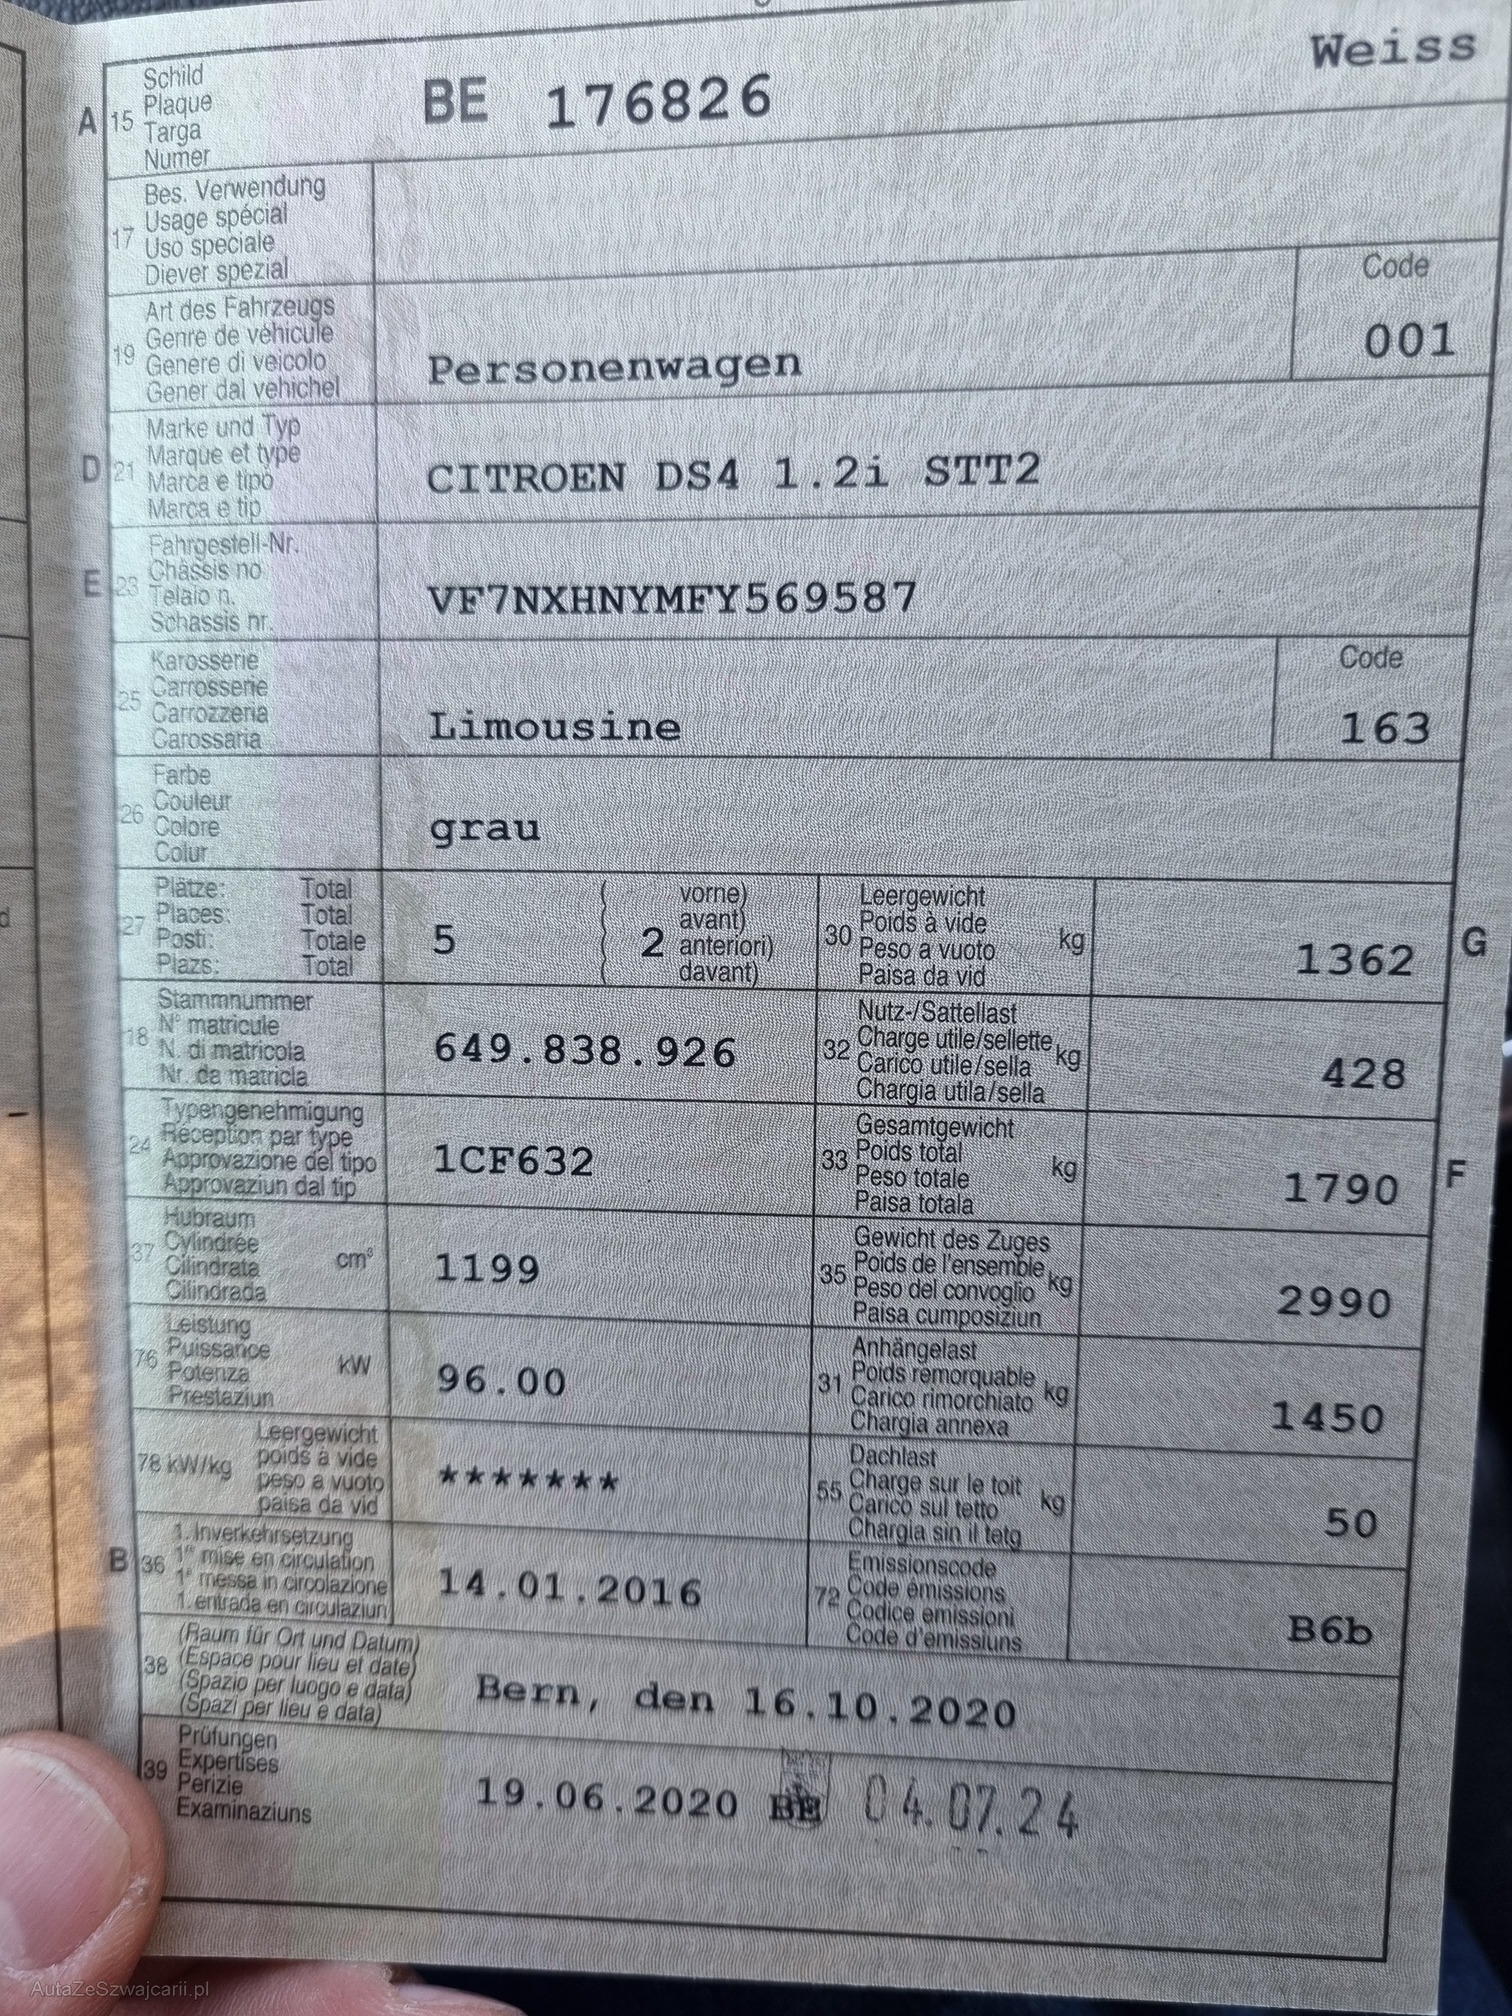 A 15 Schild
Plaque
Targa
Numer
BE 176826 Weiss
17 Bes. Verwendung
Usage spécial
Uso speciale
Diever spezial
19 Art des Fahrzeugs
Genre de véhicule
Genere di veicolo
Gener dal vehichel
Personenwagen
Code
001
D 21 Marke und Typ
Marque et type
Marca e tipo
Marca e tip
CITROEN DS4 1.2i STT2
E 23 Fahrgestell-Nr.
Châssis no
Telaio n.
Schassis nr.
VF7NXHNYMFY569587
25 Karosserie
Carrosserie
Carrozzeria
Carossaria
Limousine
Code
163
26 Farbe
Couleur
Colore
Colur
grau
27 Plätze: Total
Places: Total
Posti: Totale
Plazs: Total
5 ( 2 vorne)
avant)
anteriori)
davant)
30 Leergewicht
Poids à vide
Peso a vuoto
Paisa da vid
kg
1362 G
18 Stammnummer
N° matricule
N. di matricola
Nr. da matricla
649.838.926
32 Nutz-/Sattellast
Charge utile/sellette
Carico utile/sella
Chargia utila/sella
kg
428
24 Typengenehmigung
Réception par type
Approvazione del tipo
Approvaziun dal tip
1CF632
33 Gesamtgewicht
Poids total
Peso totale
Paisa totala
kg
1790 F
37 Hubraum
Cylindrée
Cilindrata
Cilindrada
cm³
1199
35 Gewicht des Zuges
Poids de l'ensemble
Peso del convoglio
Paisa cumposiziun
kg
2990
76 Leistung
Puissance
Potenza
Prestaziun
kW
96.00
31 Anhängelast
Poids remorquable
Carico rimorchiato
Chargia annexa
kg
1450
78 kW/kg Leergewicht
poids à vide
peso a vuoto
paisa da vid
*******
55 Dachlast
Charge sur le toit
Carico sul tetto
Chargia sin il tetg
kg
50
B 36 1. Inverkehrsetzung
1re mise en circulation
1a messa in circolazione
1. entrada en circulaziun
14.01.2016
72 Emissionscode
Code émissions
Codice emissioni
Code d'emissiuns
B6b
38 (Raum für Ort und Datum)
(Espace pour lieu et date)
(Spazio per luogo e data)
(Spazi per lieu e data)
Bern, den 16.10.2020
39 Prüfungen
Expertises
Perizie
Examinaziuns
19.06.2020 BE 04.07.24
AutaZeSzwajcarii.pl